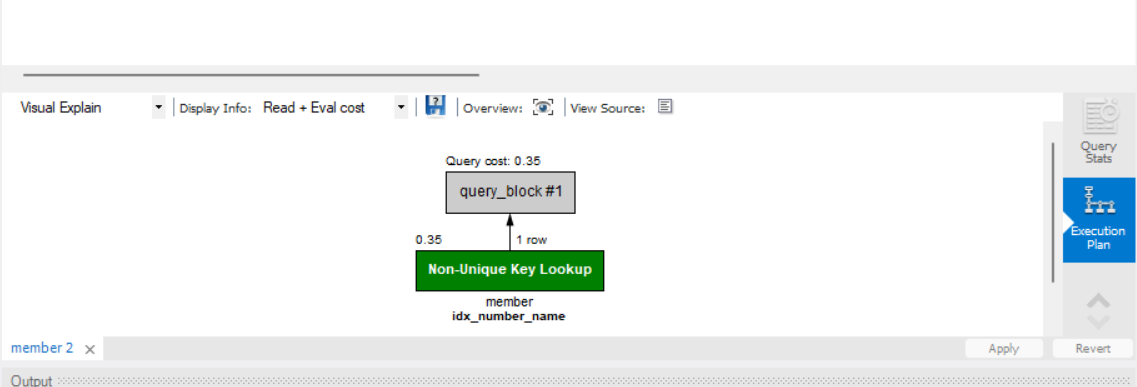 Visual Explain Display Info: Read + Eval cost Overview: View Source:
Query Stats
Query cost: 0.35
query_block #1
0.35 1 row
Non-Unique Key Lookup
member
idx_number_name
Execution Plan
member 2 Apply Revert
Output